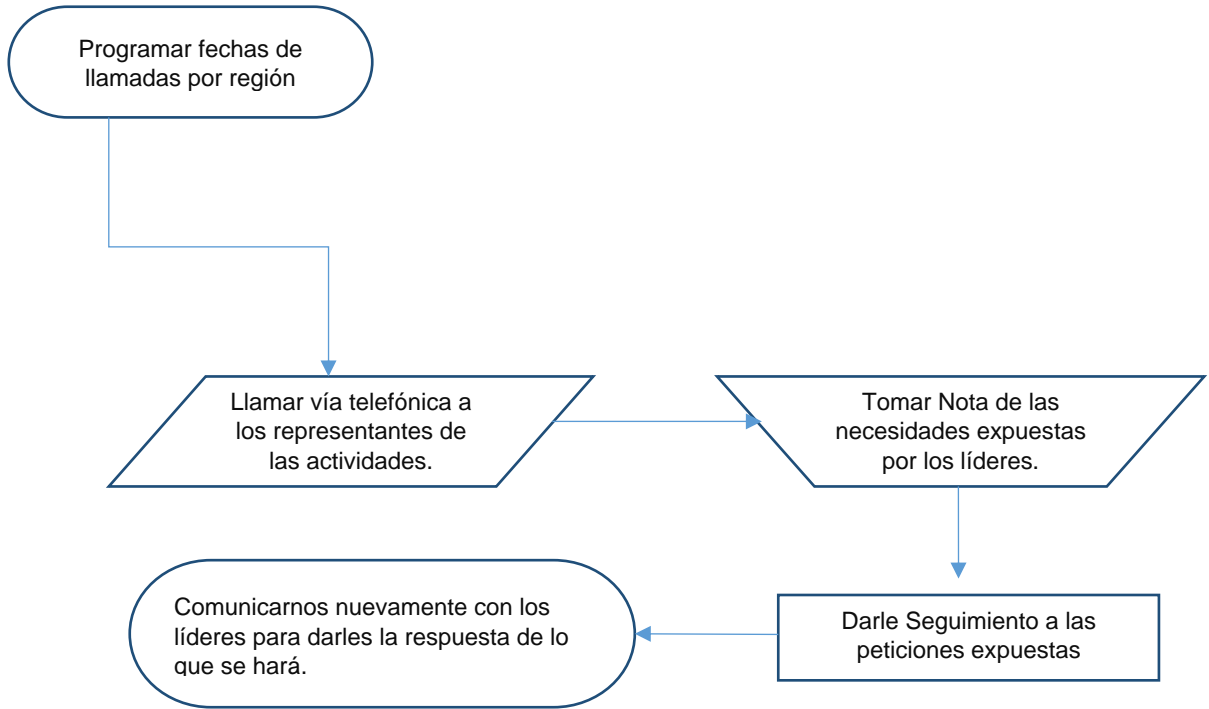 Programar fechas de
llamadas por región
Llamar vía telefónica a
los representantes de
las actividades.
Tomar Nota de las
necesidades expuestas
por los líderes.
Darle Seguimiento a las
peticiones expuestas
Comunicarnos nuevamente con los
líderes para darles la respuesta de lo
que se hará.